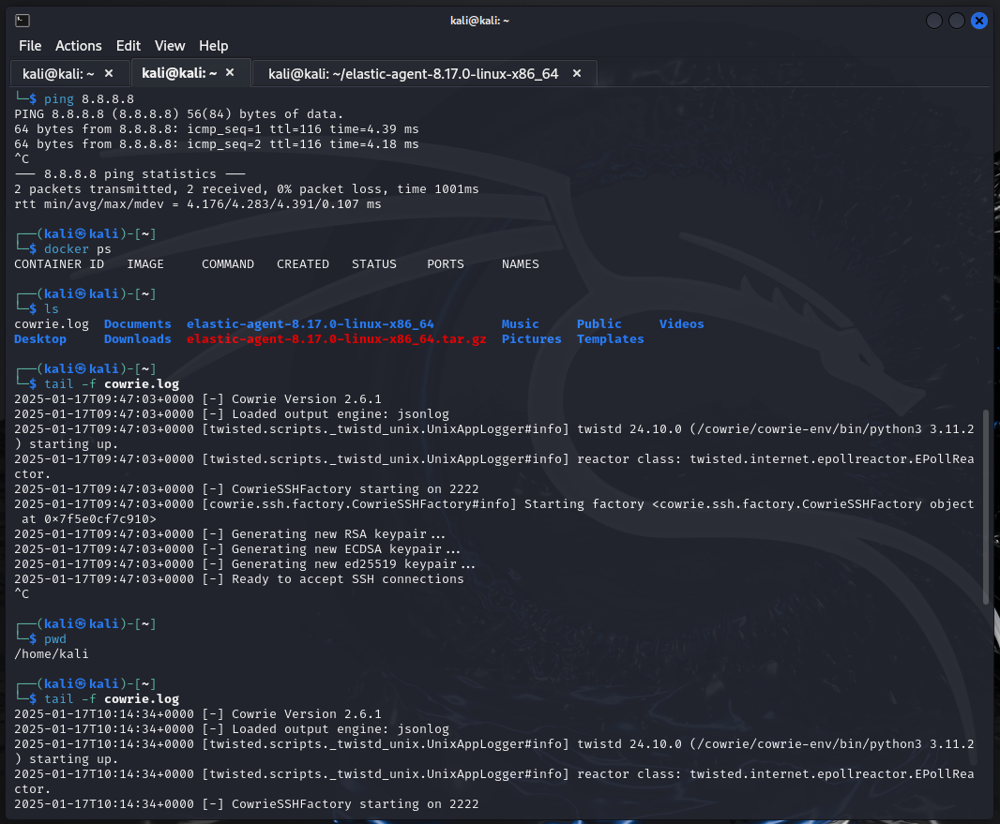 kali@kali: ~
File Actions Edit View Help
kali@kali: ~ × kali@kali: ~ × kali@kali: ~/elastic-agent-8.17.0-linux-x86_64 ×
└─$ ping 8.8.8.8
PING 8.8.8.8 (8.8.8.8) 56(84) bytes of data.
64 bytes from 8.8.8.8: icmp_seq=1 ttl=116 time=4.39 ms
64 bytes from 8.8.8.8: icmp_seq=2 ttl=116 time=4.18 ms
^C
--- 8.8.8.8 ping statistics ---
2 packets transmitted, 2 received, 0% packet loss, time 1001ms
rtt min/avg/max/mdev = 4.176/4.283/4.391/0.107 ms
┌──(kali㉿kali)-[~]
└─$ docker ps
CONTAINER ID IMAGE COMMAND CREATED STATUS PORTS NAMES
┌──(kali㉿kali)-[~]
└─$ ls
cowrie.log Documents elastic-agent-8.17.0-linux-x86_64 Music Public Videos
Desktop Downloads elastic-agent-8.17.0-linux-x86_64.tar.gz Pictures Templates
┌──(kali㉿kali)-[~]
└─$ tail -f cowrie.log
2025-01-17T09:47:03+0000 [-] Cowrie Version 2.6.1
2025-01-17T09:47:03+0000 [-] Loaded output engine: jsonlog
2025-01-17T09:47:03+0000 [twisted.scripts._twistd_unix.UnixAppLogger#info] twistd 24.10.0 (/cowrie/cowrie-env/bin/python3 3.11.2
) starting up.
2025-01-17T09:47:03+0000 [twisted.scripts._twistd_unix.UnixAppLogger#info] reactor class: twisted.internet.epollreactor.EPollRea
ctor.
2025-01-17T09:47:03+0000 [-] CowrieSSHFactory starting on 2222
2025-01-17T09:47:03+0000 [cowrie.ssh.factory.CowrieSSHFactory#info] Starting factory <cowrie.ssh.factory.CowrieSSHFactory object
at 0x7f5e0cf7c910>
2025-01-17T09:47:03+0000 [-] Generating new RSA keypair...
2025-01-17T09:47:03+0000 [-] Generating new ECDSA keypair...
2025-01-17T09:47:03+0000 [-] Generating new ed25519 keypair...
2025-01-17T09:47:03+0000 [-] Ready to accept SSH connections
^C
┌──(kali㉿kali)-[~]
└─$ pwd
/home/kali
┌──(kali㉿kali)-[~]
└─$ tail -f cowrie.log
2025-01-17T10:14:34+0000 [-] Cowrie Version 2.6.1
2025-01-17T10:14:34+0000 [-] Loaded output engine: jsonlog
2025-01-17T10:14:34+0000 [twisted.scripts._twistd_unix.UnixAppLogger#info] twistd 24.10.0 (/cowrie/cowrie-env/bin/python3 3.11.2
) starting up.
2025-01-17T10:14:34+0000 [twisted.scripts._twistd_unix.UnixAppLogger#info] reactor class: twisted.internet.epollreactor.EPollRea
ctor.
2025-01-17T10:14:34+0000 [-] CowrieSSHFactory starting on 2222